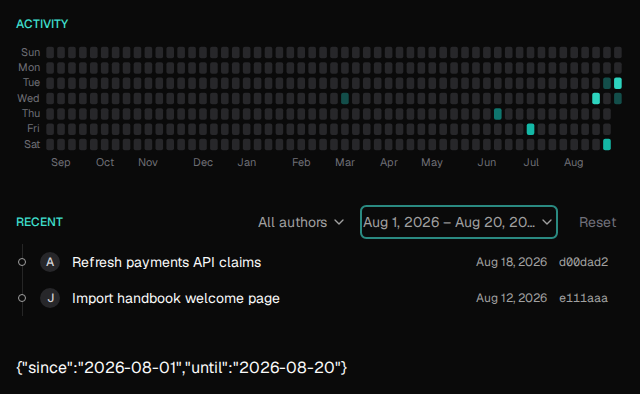 ACTIVITY
Sun
Mon
Tue
Wed
Thu
Fri
Sat
Sep Oct Nov Dec Jan Feb Mar Apr May Jun Jul Aug
RECENT All authors Aug 1, 2026 – Aug 20, 20... Reset
A Refresh payments API claims Aug 18, 2026 d00dad2
J Import handbook welcome page Aug 12, 2026 e111aaa
{"since":"2026-08-01","until":"2026-08-20"}